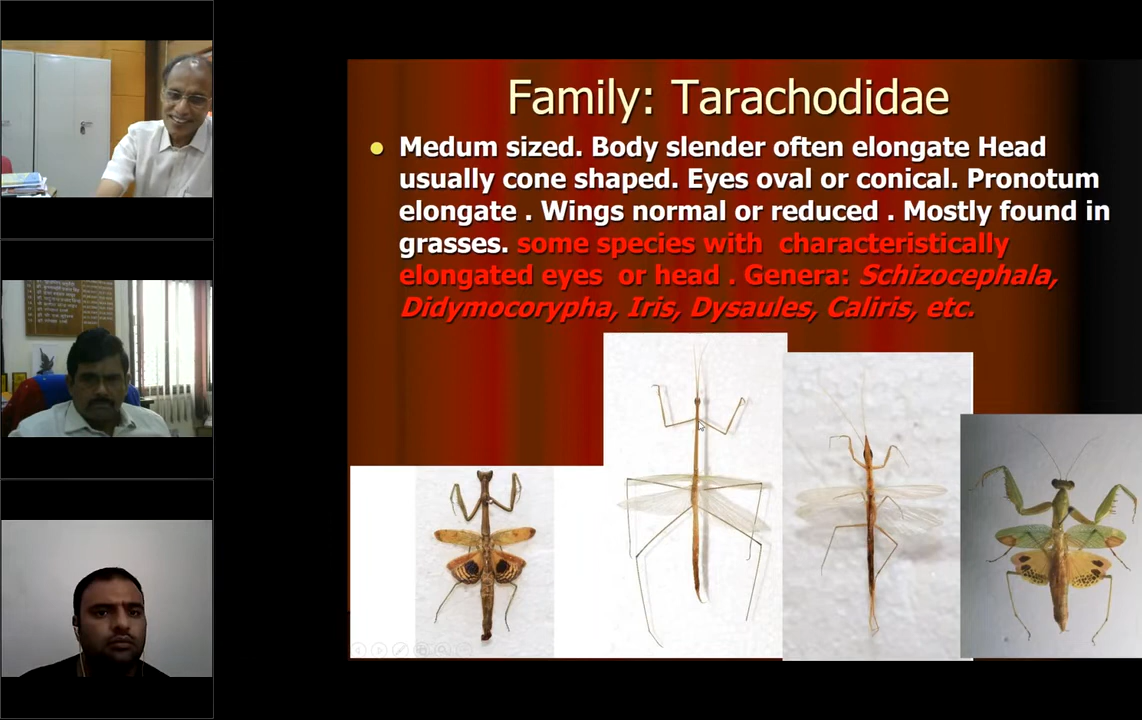 Family: Tarachodidae
Medum sized. Body slender often elongate Head
usually cone shaped. Eyes oval or conical. Pronotum
elongate . Wings normal or reduced . Mostly found in
grasses. some species with characteristically
elongated eyes or head . Genera: Schizocephala,
Didymocorypha, Iris, Dysaules, Caliris, etc.